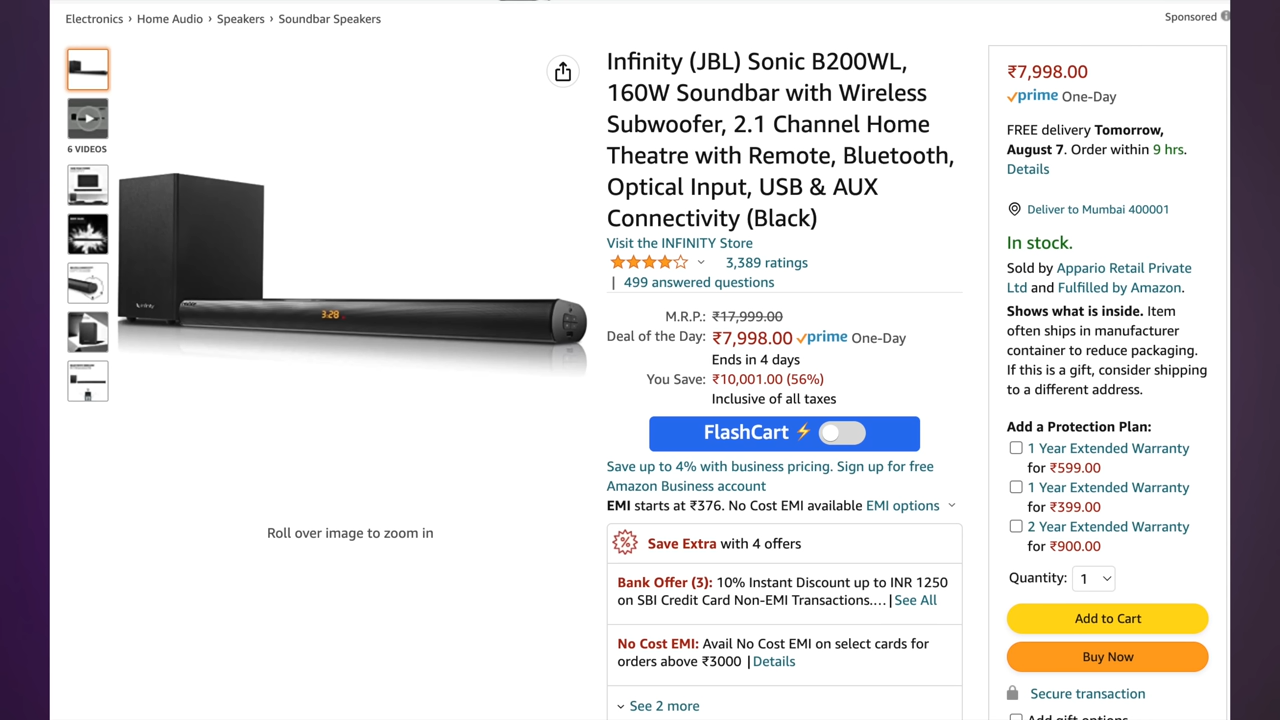 Electronics › Home Audio › Speakers › Soundbar Speakers
Sponsored
6 VIDEOS
Infinity
3:28
Roll over image to zoom in
Infinity (JBL) Sonic B200WL,
160W Soundbar with Wireless
Subwoofer, 2.1 Channel Home
Theatre with Remote, Bluetooth,
Optical Input, USB & AUX
Connectivity (Black)
Visit the INFINITY Store
3,389 ratings
| 499 answered questions
M.R.P.: ₹17,999.00
Deal of the Day: ₹7,998.00 prime One-Day
Ends in 4 days
You Save: ₹10,001.00 (56%)
Inclusive of all taxes
FlashCart⚡
Save up to 4% with business pricing. Sign up for free
Amazon Business account
EMI starts at ₹376. No Cost EMI available EMI options
Save Extra with 4 offers
Bank Offer (3): 10% Instant Discount up to INR 1250
on SBI Credit Card Non-EMI Transactions.… | See All
No Cost EMI: Avail No Cost EMI on select cards for
orders above ₹3000 | Details
See 2 more
₹7,998.00
prime One-Day
FREE delivery Tomorrow,
August 7. Order within 9 hrs.
Details
Deliver to Mumbai 400001
In stock.
Sold by Appario Retail Private
Ltd and Fulfilled by Amazon.
Shows what is inside. Item
often ships in manufacturer
container to reduce packaging.
If this is a gift, consider shipping
to a different address.
Add a Protection Plan:
1 Year Extended Warranty
for ₹599.00
1 Year Extended Warranty
for ₹399.00
2 Year Extended Warranty
for ₹900.00
Quantity: 1
Add to Cart
Buy Now
Secure transaction
Add gift options